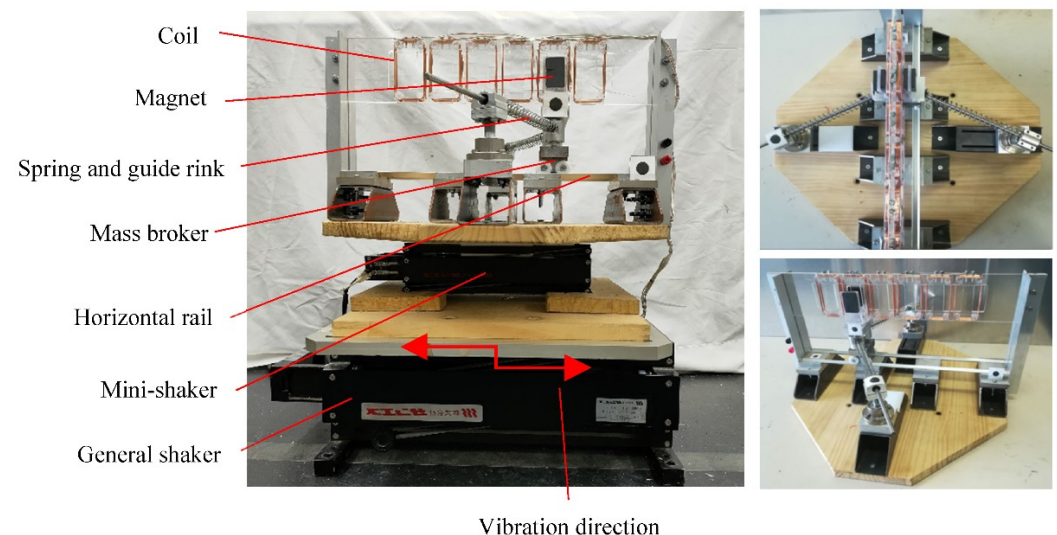 Coil
Magnet
Spring and guide rink
Mass broker
Horizontal rail
Mini-shaker
General shaker
Vibration direction